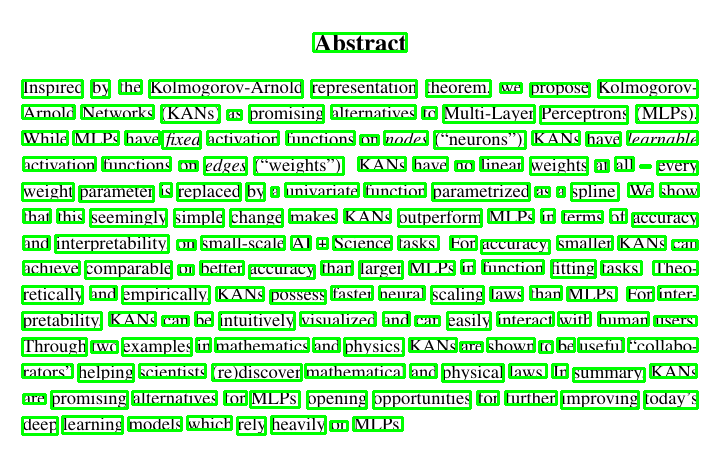 Abstract
Inspired by the Kolmogorov-Arnold representation theorem, we propose Kolmogorov-
Arnold Networks (KANs) as promising alternatives to Multi-Layer Perceptrons (MLPs).
While MLPs have fixed activation functions on nodes (“neurons”), KANs have learnable
activation functions on edges (“weights”). KANs have no linear weights at all – every
weight parameter is replaced by a univariate function parametrized as a spline. We show
that this seemingly simple change makes KANs outperform MLPs in terms of accuracy
and interpretability, on small-scale AI + Science tasks. For accuracy, smaller KANs can
achieve comparable or better accuracy than larger MLPs in function fitting tasks. Theo-
retically and empirically, KANs possess faster neural scaling laws than MLPs. For inter-
pretability, KANs can be intuitively visualized and can easily interact with human users.
Through two examples in mathematics and physics, KANs are shown to be useful “collabo-
rators” helping scientists (re)discover mathematical and physical laws. In summary, KANs
are promising alternatives for MLPs, opening opportunities for further improving today’s
deep learning models which rely heavily on MLPs.